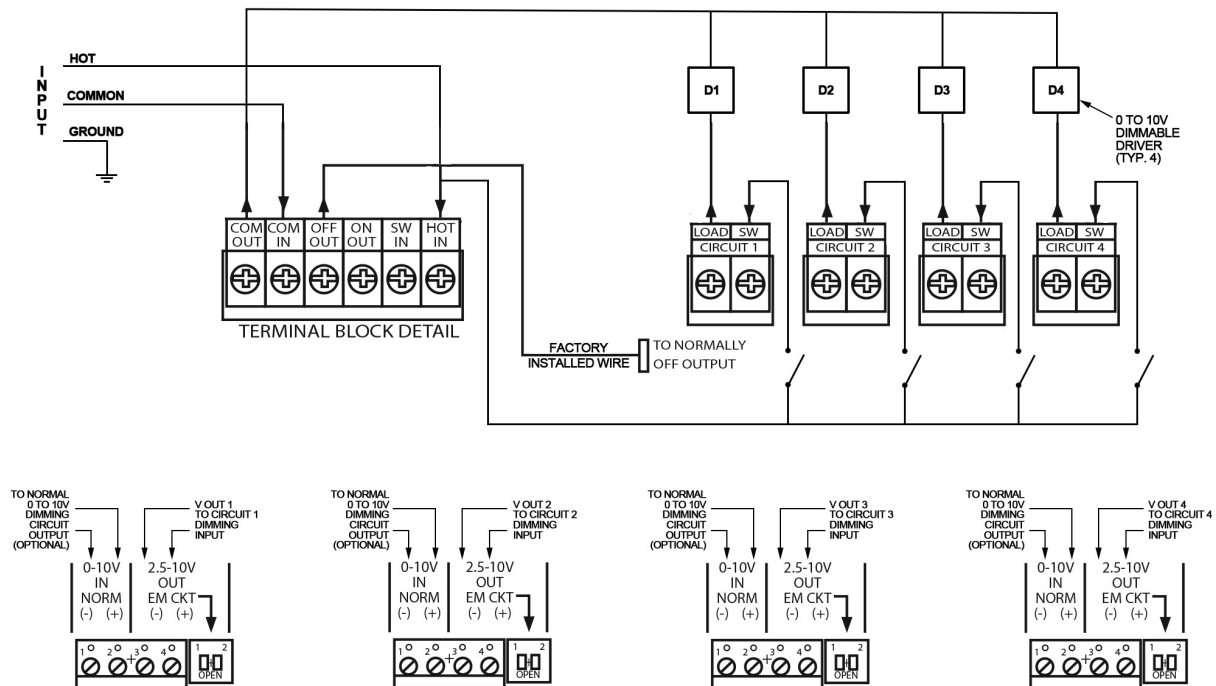 INPUT
HOT
COMMON
GROUND
D1
D2
D3
D4
0 TO 10V
DIMMABLE
DRIVER
(TYP. 4)
COM OUT
COM IN
OFF OUT
ON OUT
SW IN
HOT IN
TERMINAL BLOCK DETAIL
LOAD SW
CIRCUIT 1
LOAD SW
CIRCUIT 2
LOAD SW
CIRCUIT 3
LOAD SW
CIRCUIT 4
FACTORY
INSTALLED WIRE
TO NORMALLY
OFF OUTPUT
TO NORMAL
0 TO 10V
DIMMING
CIRCUIT
OUTPUT
(OPTIONAL)
V OUT 1
TO CIRCUIT 1
DIMMING
INPUT
0-10V
IN
NORM
(-) (+)
2.5-10V
OUT
EM CKT
(-) (+)
1 2 + 3 4
1 2
OPEN
TO NORMAL
0 TO 10V
DIMMING
CIRCUIT
OUTPUT
(OPTIONAL)
V OUT 2
TO CIRCUIT 2
DIMMING
INPUT
0-10V
IN
NORM
(-) (+)
2.5-10V
OUT
EM CKT
(-) (+)
1 2 + 3 4
1 2
OPEN
TO NORMAL
0 TO 10V
DIMMING
CIRCUIT
OUTPUT
(OPTIONAL)
V OUT 3
TO CIRCUIT 3
DIMMING
INPUT
0-10V
IN
NORM
(-) (+)
2.5-10V
OUT
EM CKT
(-) (+)
1 2 + 3 4
1 2
OPEN
TO NORMAL
0 TO 10V
DIMMING
CIRCUIT
OUTPUT
(OPTIONAL)
V OUT 4
TO CIRCUIT 4
DIMMING
INPUT
0-10V
IN
NORM
(-) (+)
2.5-10V
OUT
EM CKT
(-) (+)
1 2 + 3 4
1 2
OPEN